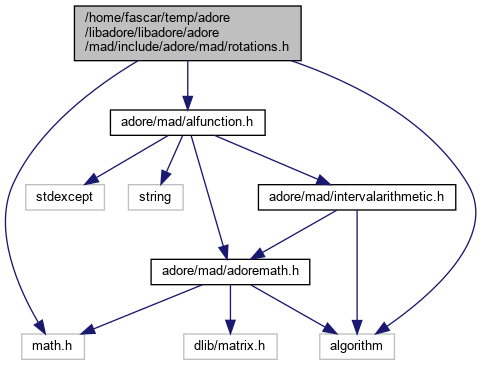 /home/fascar/temp/adore
/libadore/libadore/adore
/mad/include/adore/mad/rotations.h
adore/mad/alfunction.h
stdexcept
string
adore/mad/intervalarithmetic.h
adore/mad/adoremath.h
math.h
dlib/matrix.h
algorithm